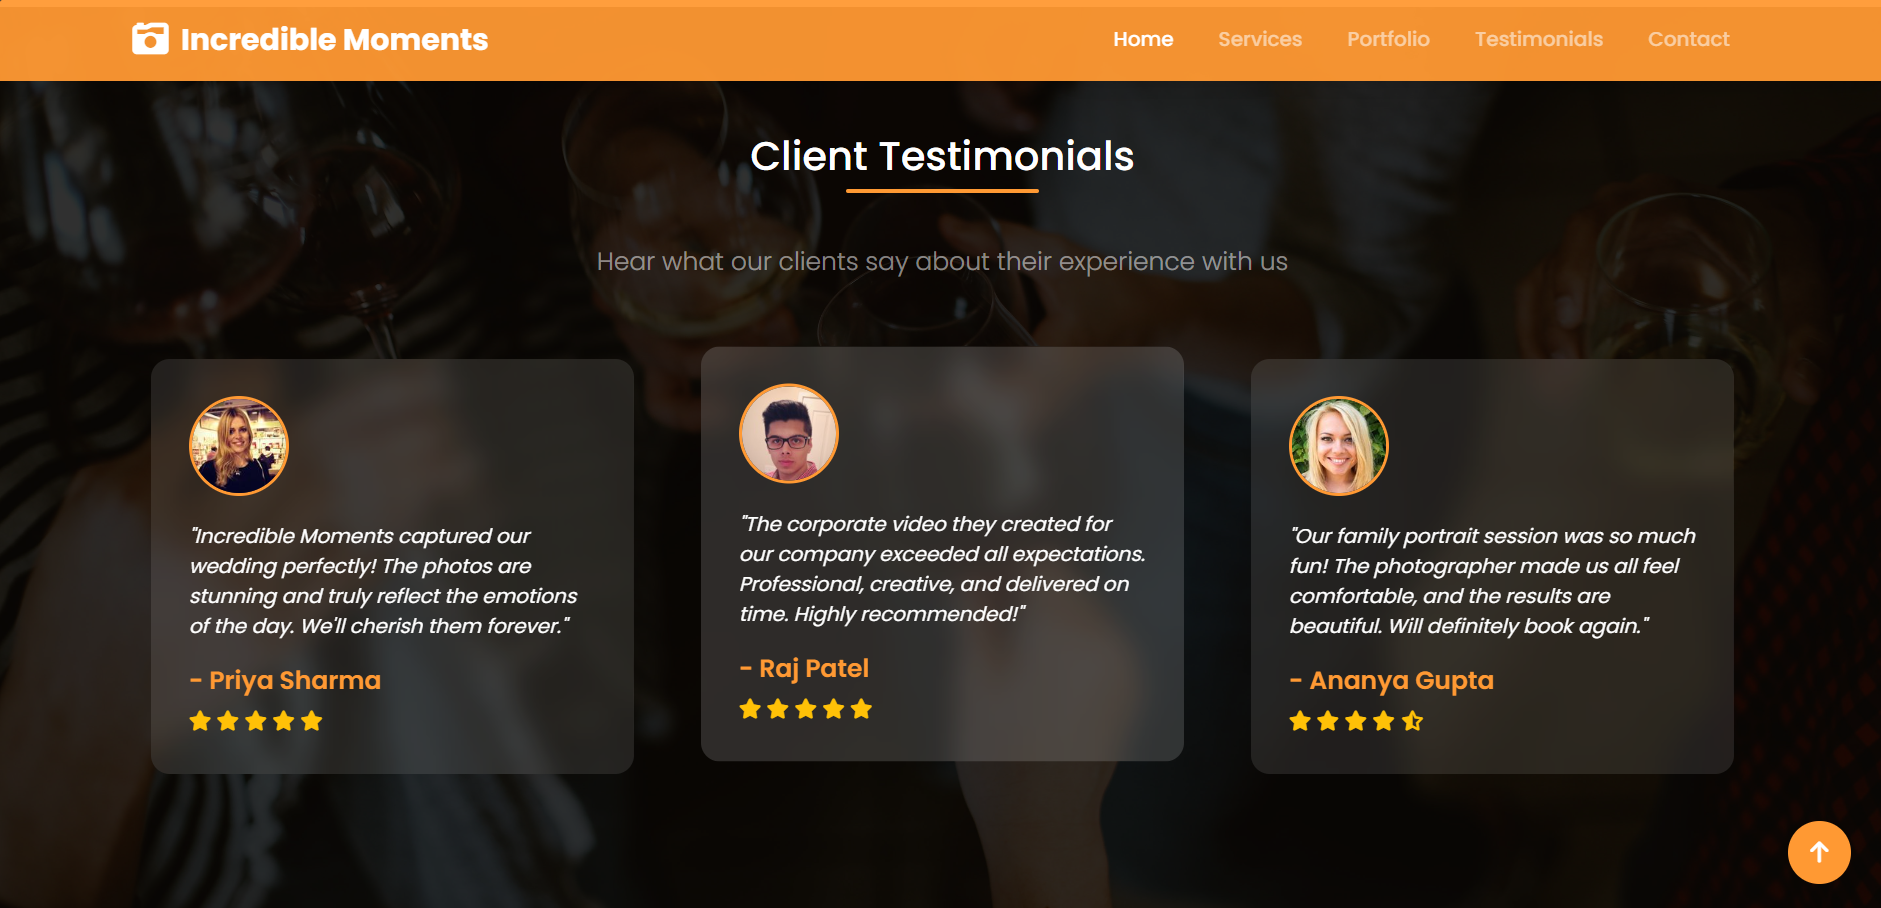 Incredible Moments
Home Services Portfolio Testimonials Contact
Client Testimonials
Hear what our clients say about their experience with us
"Incredible Moments captured our
wedding perfectly! The photos are
stunning and truly reflect the emotions
of the day. We'll cherish them forever."
- Priya Sharma
"The corporate video they created for
our company exceeded all expectations.
Professional, creative, and delivered on
time. Highly recommended!"
- Raj Patel
"Our family portrait session was so much
fun! The photographer made us all feel
comfortable, and the results are
beautiful. Will definitely book again."
- Ananya Gupta